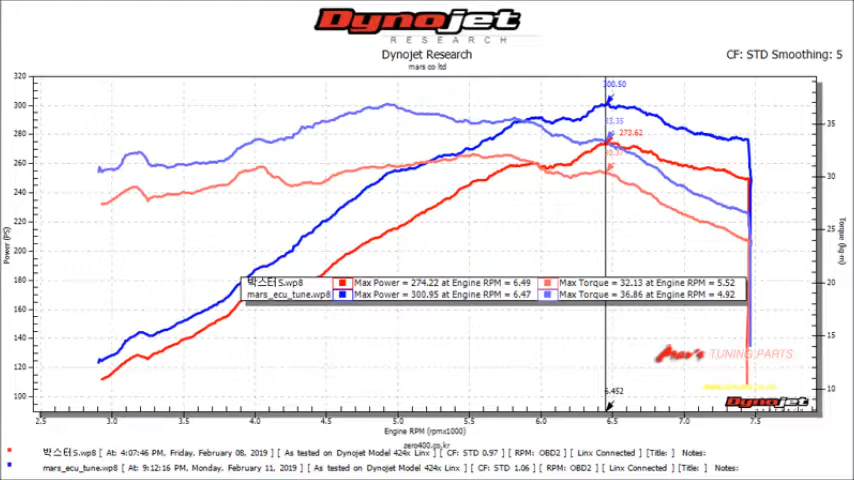 Dynojet
RESEARCH
Dynojet Research
mars co ltd
CF: STD Smoothing: 5
320
300
280
260
240
220
200
180
160
140
120
100
Power (PS)
35
30
25
20
15
10
Torque (kg-m)
300.50
273.62
박스터S.wp8 Max Power = 274.22 at Engine RPM = 6.49 Max Torque = 32.13 at Engine RPM = 5.52
mars_ecu_tune.wp8 Max Power = 300.95 at Engine RPM = 6.47 Max Torque = 36.86 at Engine RPM = 4.92
TUNING PARTS
6.452
Dynojet
2.5 3.0 3.5 4.0 4.5 5.0 5.5 6.0 6.5 7.0 7.5
Engine RPM (rpmx1000)
zero400.co.kr
박스터S.wp8 [ At: 4:07:46 PM, Friday, February 08, 2019 ] [ As tested on Dynojet Model 424x Linx ] [ CF: STD 0.97 ] [ RPM: OBD2 ] [ Linx Connected ] [Title: ] Notes:
mars_ecu_tune.wp8 [ At: 9:12:16 PM, Monday, February 11, 2019 ] [ As tested on Dynojet Model 424x Linx ] [ CF: STD 1.06 ] [ RPM: OBD2 ] [ Linx Connected ] [Title: ] Notes: